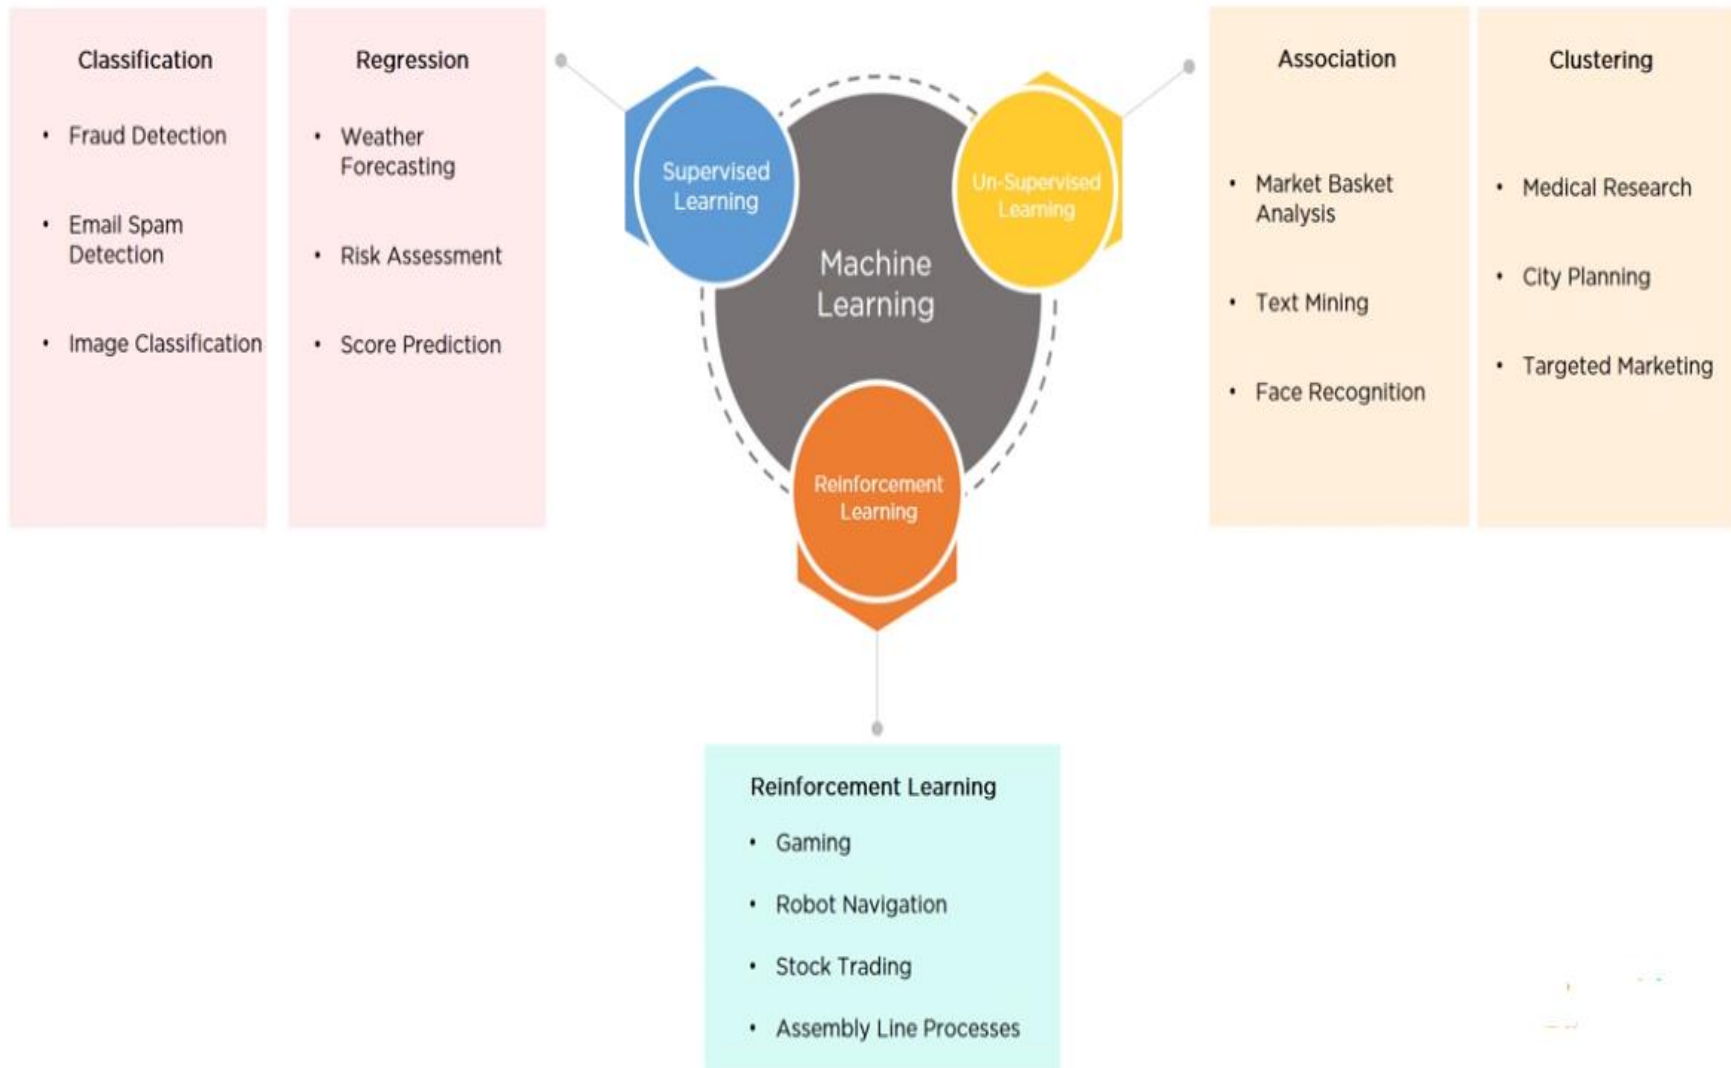 Classification
• Fraud Detection
• Email Spam
Detection
• Image Classification
Regression
• Weather
Forecasting
• Risk Assessment
• Score Prediction
Supervised
Learning
Machine
Learning
Un-Supervised
Learning
Reinforcement
Learning
Association
• Market Basket
Analysis
• Text Mining
• Face Recognition
Clustering
• Medical Research
• City Planning
• Targeted Marketing
Reinforcement Learning
• Gaming
• Robot Navigation
• Stock Trading
• Assembly Line Processes